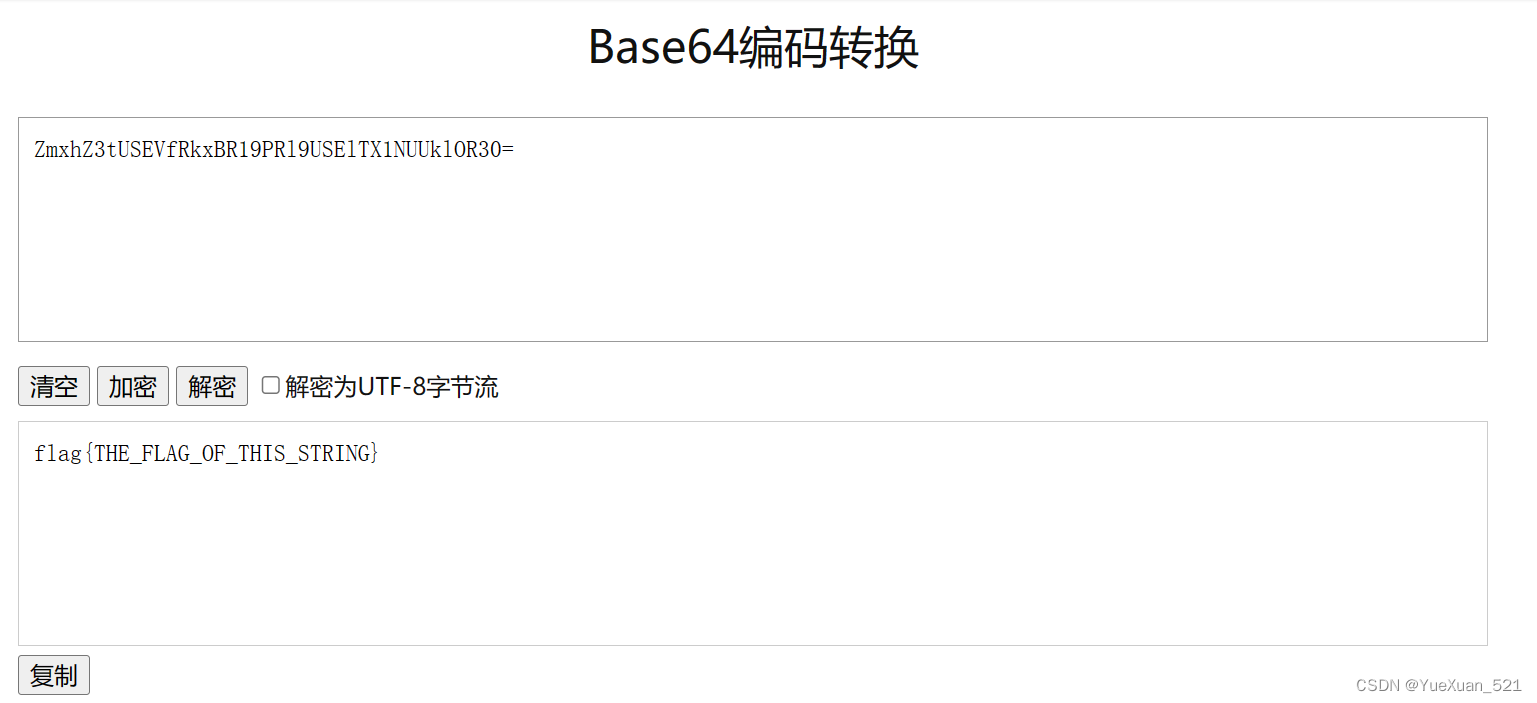 Base64编码转换
ZmxhZ3tUSEVfRkxBR19PRl9USElTX1NUUklOR30=
清空 加密 解密 解密为UTF-8字节流
flag{THE_FLAG_OF_THIS_STRING}
复制
CSDN @YueXuan_521